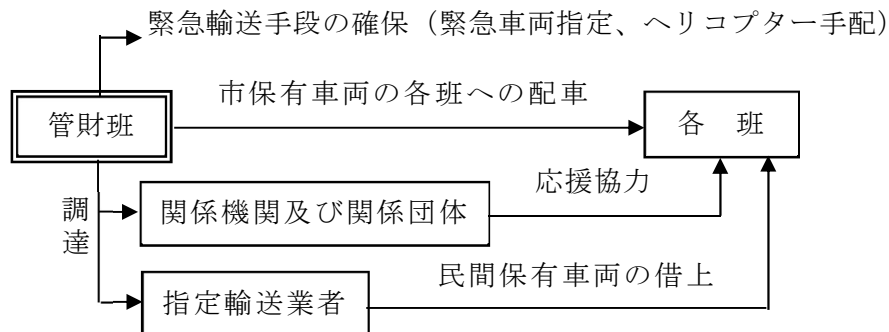 緊急輸送手段の確保（緊急車両指定、ヘリコプター手配）
市保有車両の各班への配車
管財班
各　班
応援協力
調達
関係機関及び関係団体
民間保有車両の借上
指定輸送業者